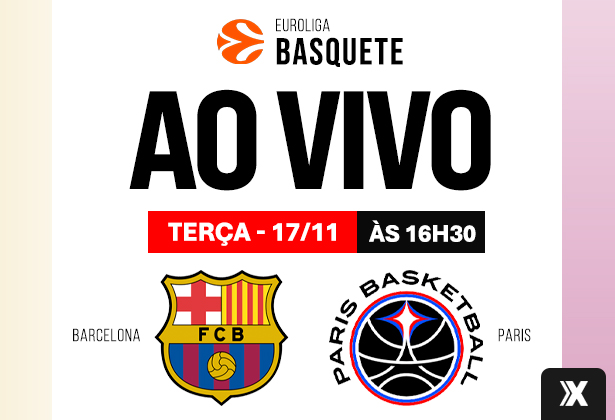 EUROLIGA
BASQUETE
AO VIVO
TERÇA - 17/11 ÀS 16H30
BARCELONA
FCB
PARIS BASKETBALL
PARIS
X